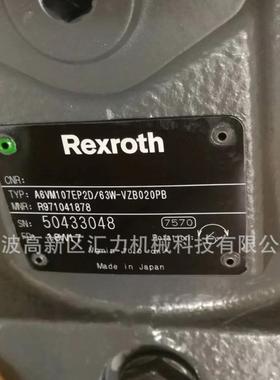 Rexroth
CNR:
TYP: A6VM107EP2D/63W-VZB020PB
MNR: R971041878
SN: 50433048 7570
波高新区汇力机械科技有限
Made in Japan